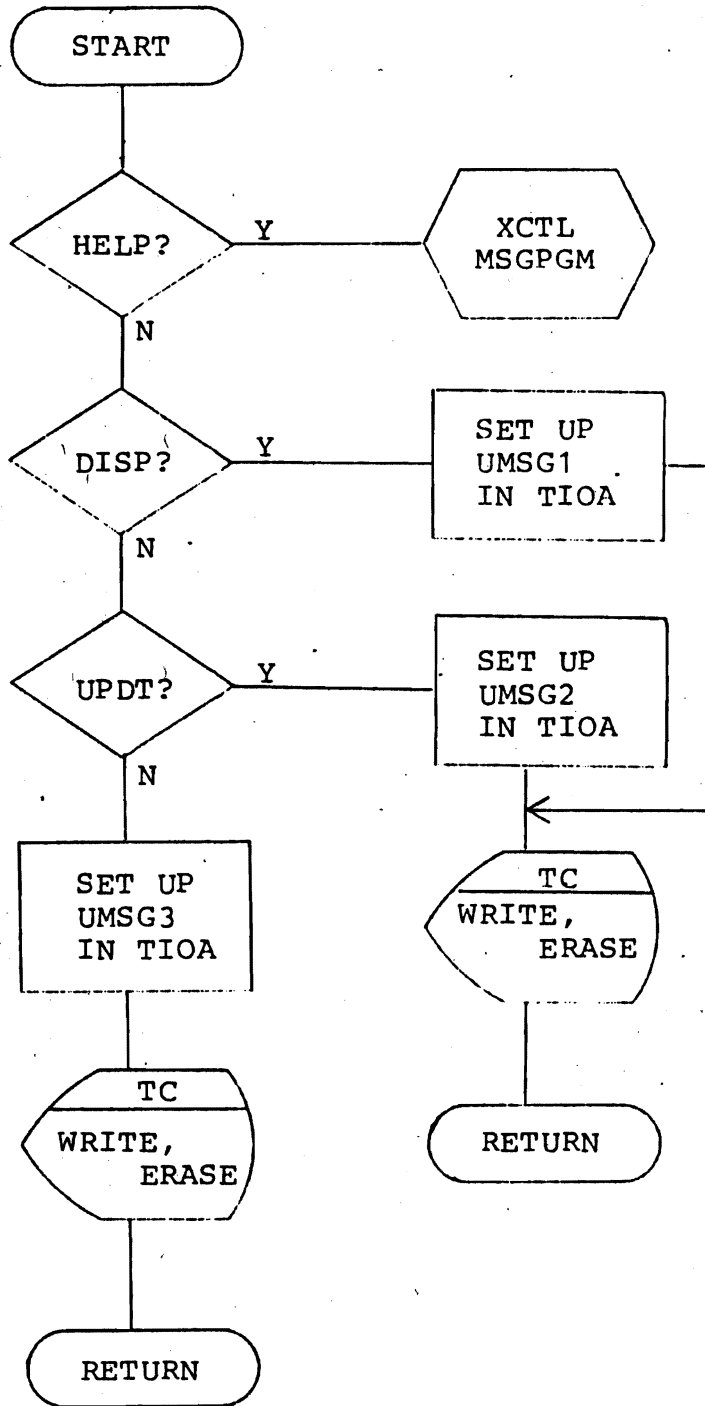 START
HELP?
Y
XCTL
MSGPGM
N
DISP?
Y
SET UP
UMSG1
IN TIOA
N
UPDT?
Y
SET UP
UMSG2
IN TIOA
N
SET UP
UMSG3
IN TIOA
TC
WRITE,
ERASE
TC
WRITE,
ERASE
RETURN
RETURN